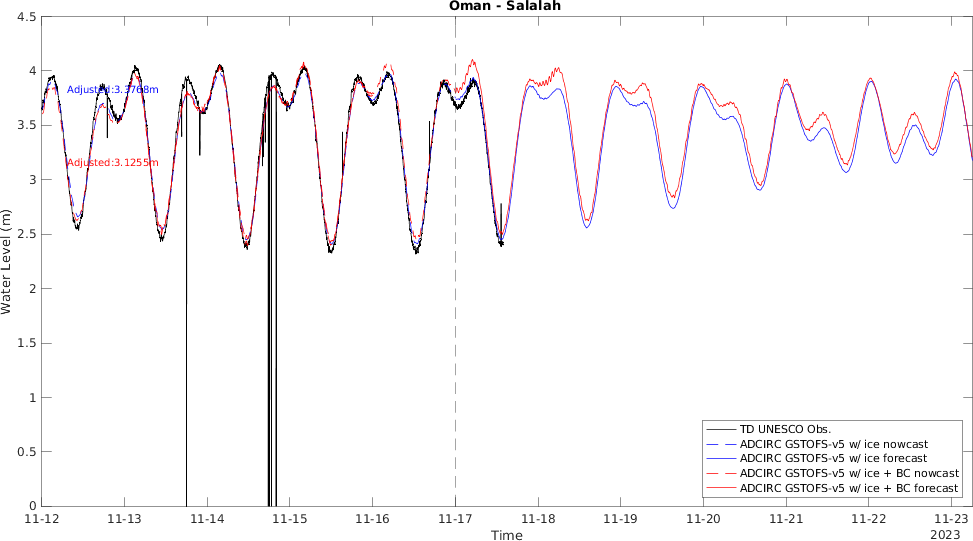 Oman - Salalah
4.5
4
3.5
3
2.5
2
1.5
1
0.5
0
Water Level (m)
Adjusted:3.3768m
Adjusted:3.1255m
TD UNESCO Obs.
ADCIRC GSTOFS-v5 w/ ice nowcast
ADCIRC GSTOFS-v5 w/ ice forecast
ADCIRC GSTOFS-v5 w/ ice + BC nowcast
ADCIRC GSTOFS-v5 w/ ice + BC forecast
11-12 11-13 11-14 11-15 11-16 11-17 11-18 11-19 11-20 11-21 11-22 11-23
Time
2023